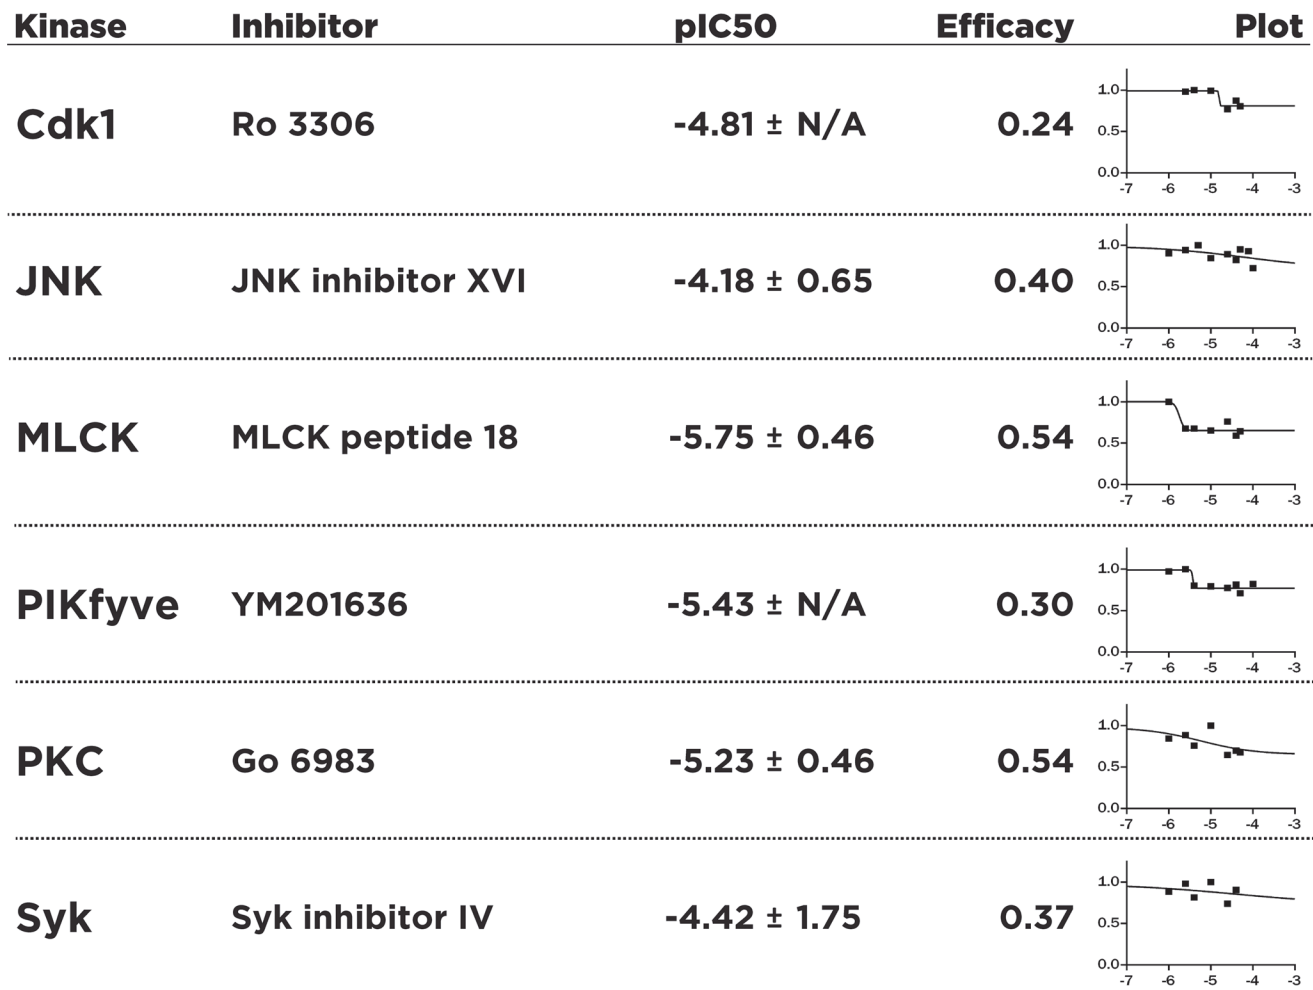 Kinase Inhibitor pIC50 Efficacy Plot
Cdk1 Ro 3306 -4.81 ± N/A 0.24
1.0
0.5
0.0
-7 -6 -5 -4 -3
JNK JNK inhibitor XVI -4.18 ± 0.65 0.40
1.0
0.5
0.0
-7 -6 -5 -4 -3
MLCK MLCK peptide 18 -5.75 ± 0.46 0.54
1.0
0.5
0.0
-7 -6 -5 -4 -3
PIKfyve YM201636 -5.43 ± N/A 0.30
1.0
0.5
0.0
-7 -6 -5 -4 -3
PKC Go 6983 -5.23 ± 0.46 0.54
1.0
0.5
0.0
-7 -6 -5 -4 -3
Syk Syk inhibitor IV -4.42 ± 1.75 0.37
1.0
0.5
0.0
-7 -6 -5 -4 -3